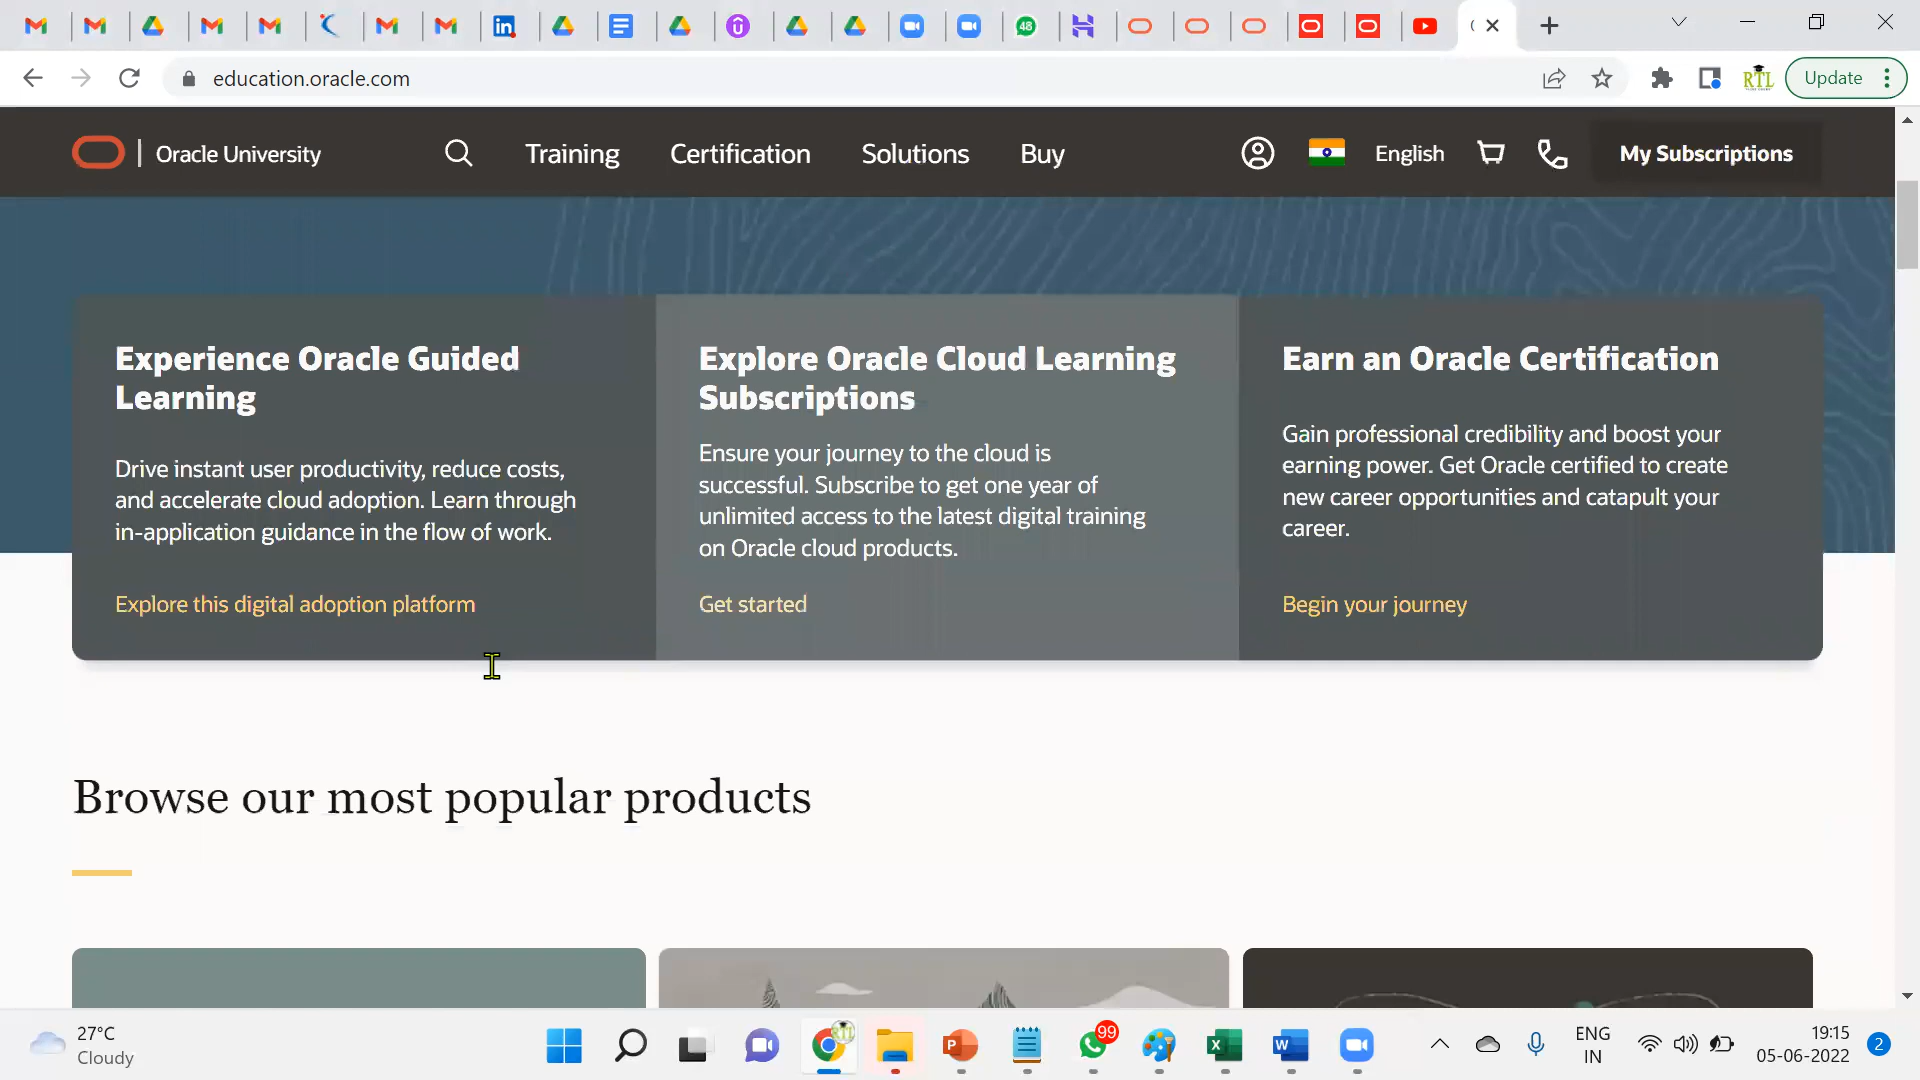 48
education.oracle.com
RTL
Update
Oracle University
Training
Certification
Solutions
Buy
English
My Subscriptions
Experience Oracle Guided
Learning
Drive instant user productivity, reduce costs,
and accelerate cloud adoption. Learn through
in-application guidance in the flow of work.
Explore this digital adoption platform
Explore Oracle Cloud Learning
Subscriptions
Ensure your journey to the cloud is
successful. Subscribe to get one year of
unlimited access to the latest digital training
on Oracle cloud products.
Get started
Earn an Oracle Certification
Gain professional credibility and boost your
earning power. Get Oracle certified to create
new career opportunities and catapult your
career.
Begin your journey
Browse our most popular products
27°C
Cloudy
99
ENG
IN
19:15
05-06-2022
2